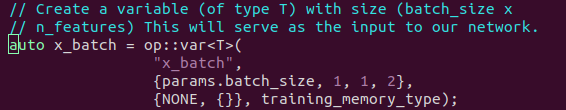 // Create a variable (of type T) with size (batch_size x
// n_features) This will serve as the input to our network.
auto x_batch = op::var<T>(
"x_batch",
{params.batch_size, 1, 1, 2},
{NONE, {}}, training_memory_type);